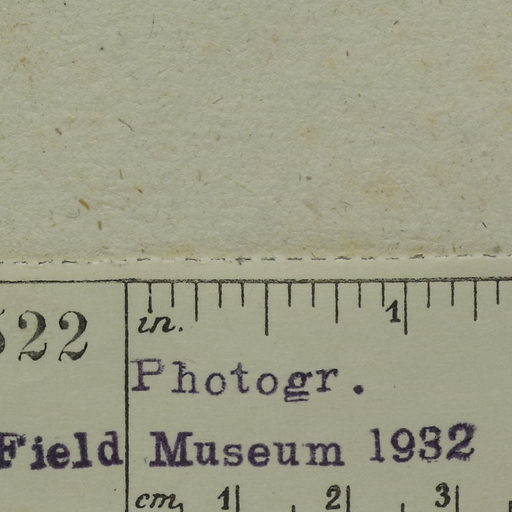 522
in. 1
Photogr.
Field Museum 1932
cm. 1 2 3